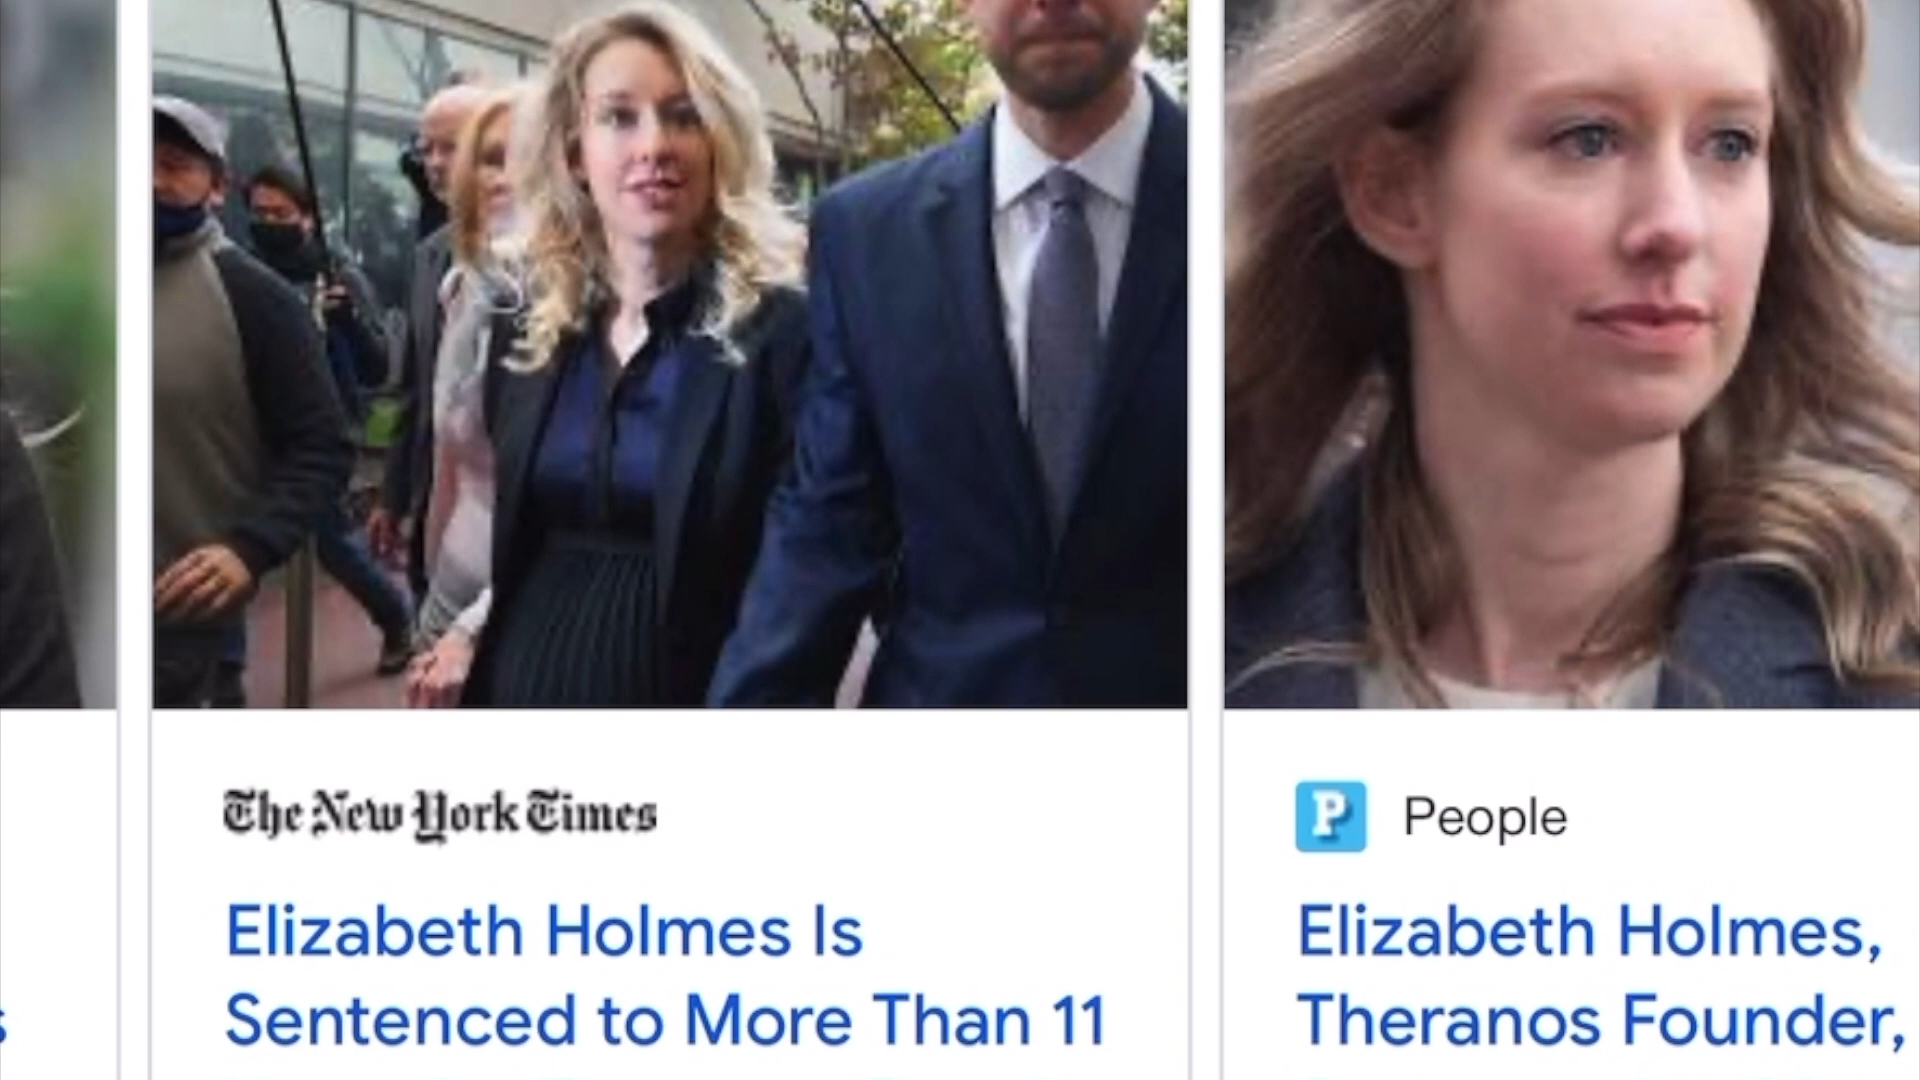 The New York Times
Elizabeth Holmes Is
Sentenced to More Than 11
People
Elizabeth Holmes,
Theranos Founder,